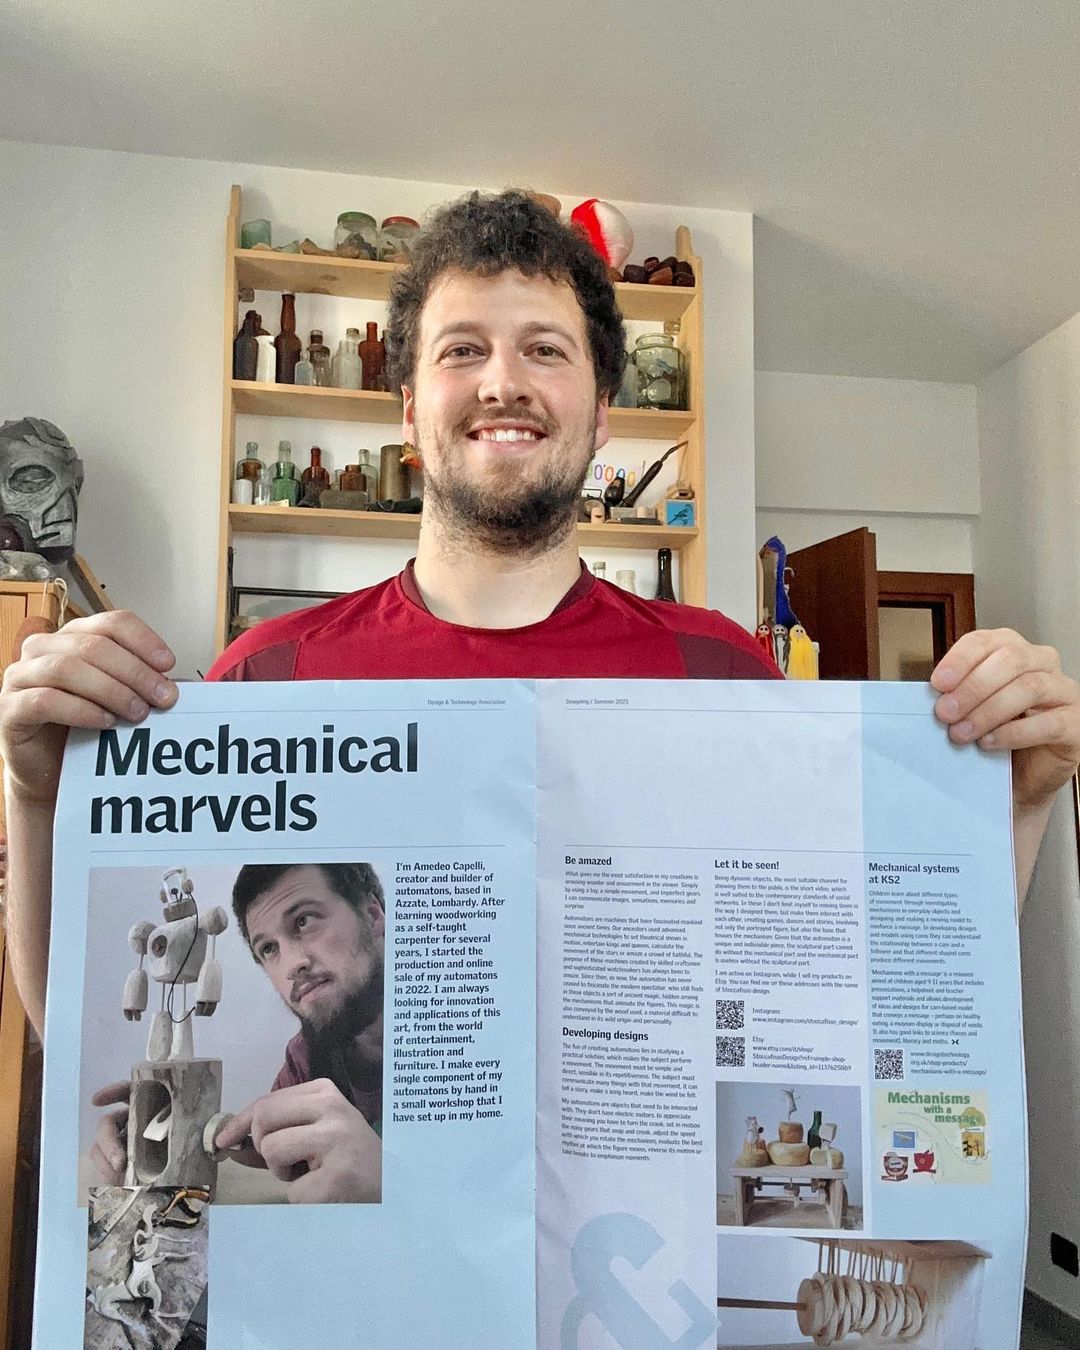 Design & Technology Association
Designing / Summer 2023
Mechanical
marvels
I'm Amedeo Capelli,
creator and builder of
automatons, based in
Azzate, Lombardy. After
learning woodworking
as a self-taught
carpenter for several
years, I started the
production and online
sale of my automatons
in 2022. I am always
looking for innovation
and applications of this
art, from the world
of entertainment,
illustration and
furniture. I make every
single component of my
automatons by hand in
a small workshop that I
have set up in my home.
Be amazed
What gives me the most satisfaction in my creations is
arousing wonder and amazement in the viewer. Simply
by using a toy, a simple movement, and imperfect gears
I can communicate images, sensations, memories and
surprise
Automatons are machines that have fascinated mankind
since ancient times. Our ancestors used advanced
mechanical technologies to set theatrical shows in
motion, entertain kings and queens, calculate the
movement of the stars or amaze a crowd of faithful. The
purpose of these machines created by skilled craftsmen
and sophisticated watchmakers has always been to
amaze. Since then, as now, the automaton has never
ceased to fascinate the modern spectator, who still finds
in these objects a sort of ancient magic, hidden among
the mechanisms that animate the figures. This magic is
also conveyed by the wood used, a material difficult to
understand in its wild origin and personality.
Developing designs
The fun of creating automatons lies in studying a
practical solution, which makes the subject perform
a movement. The movement must be simple and
direct, sensible in its repetitiveness. The subject must
communicate many things with that movement, it can
tell a story, make a song heard, make the wind be felt.
My automatons are objects that need to be interacted
with. They don't have electric motors, to appreciate
their meaning you have to turn the crank, set in motion
the noisy gears that snap and creak, adjust the speed
with which you rotate the mechanism, evaluate the best
rhythm at which the figure moves, reverse its motion or
take breaks to emphasize moments.
Let it be seen!
Being dynamic objects, the most suitable channel for
showing them to the public, is the short video, which
is well suited to the contemporary standards of social
networks. In these I don't limit myself to moving them in
the way I designed them, but make them interact with
each other, creating games, dances and stories, involving
not only the portrayed figure, but also the base that
houses the mechanism. Given that the automaton is a
unique and indivisible piece, the sculptural part cannot
do without the mechanical part and the mechanical part
is useless without the sculptural part.
I am active on Instagram, while I sell my products on
Etsy. You can find me on these addresses with the name
of Stoccafisso design.
Instagram:
www.instagram.com/stoccafisso_design/
Etsy
www.etsy.com/it/shop/
StoccafissoDesign?ref=simple-shop-
header-name&listing_id=1137625869
Mechanical systems
at KS2
Children learn about different types
of movement through investigating
mechanisms in everyday objects and
designing and making a moving model to
reinforce a message. In developing designs
and models using cams they can understand
the relationship between a cam and a
follower and that different shaped cams
produce different movements.
'Mechanisms with a message' is a resource
aimed at children aged 9-11 years that includes
presentations, a helpsheet and teacher
support materials and allows development
of ideas and designs for cam-based model
that conveys a message – perhaps on healthy
eating, a museum display or disposal of waste.
It also has good links to science (forces and
movement), literacy and maths.
www.designtechnology.
org.uk/shop-products/
mechanisms-with-a-message/
Mechanisms
with a
message